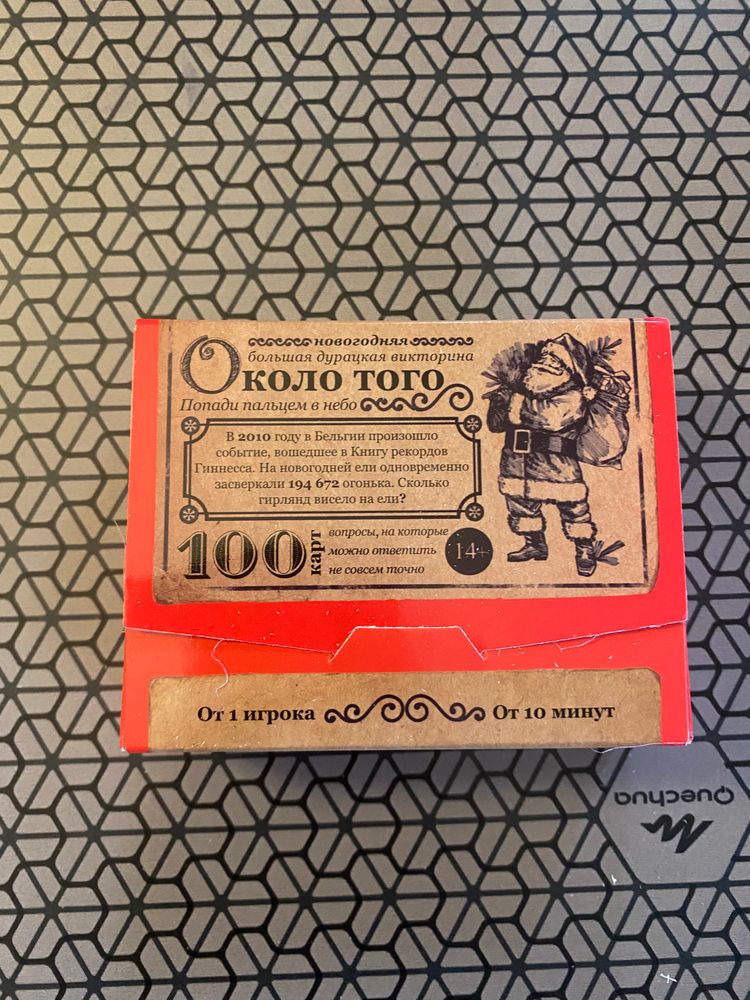 новогодняя
большая дурацкая викторина
Около того
Попади пальцем в небо
В 2010 году в Бельгии произошло
событие, вошедшее в Книгу рекордов
Гиннесса. На новогодней ели одновременно
засверкали 194 672 огонька. Сколько
гирлянд висело на ели?
100 карт
вопросы, на которые
можно ответить
не совсем точно
14+
От 1 игрока
От 10 минут
Quechua